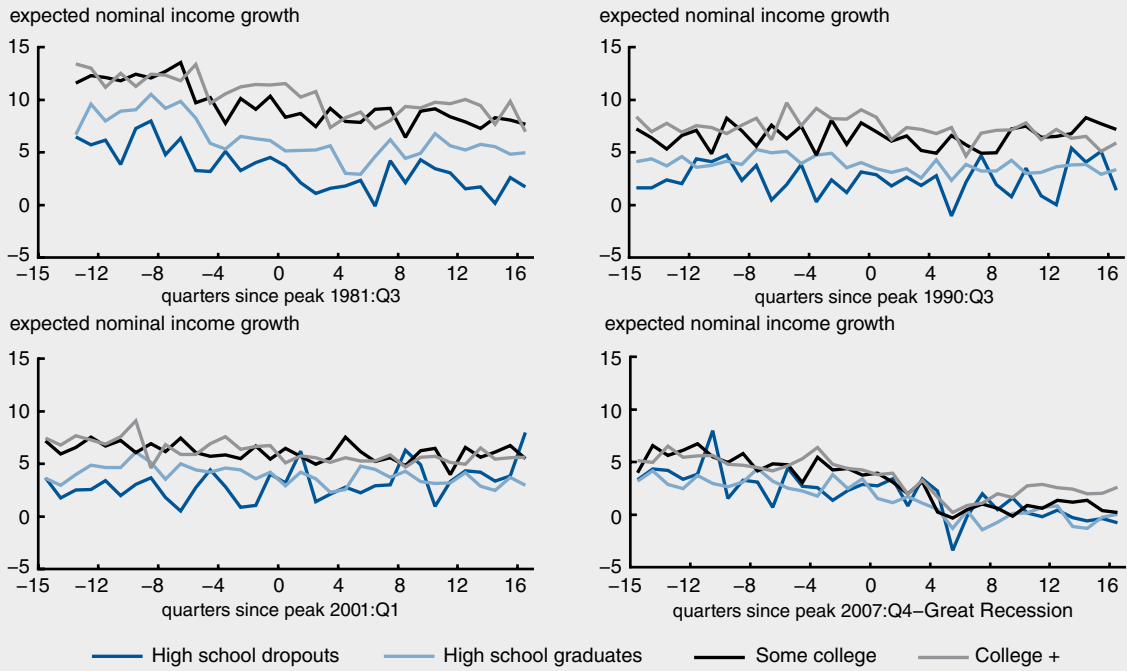 expected nominal income growth
15
10
5
0
−5
−15 −12 −8 −4 0 4 8 12 16
quarters since peak 1981:Q3
expected nominal income growth
15
10
5
0
−5
−15 −12 −8 −4 0 4 8 12 16
quarters since peak 1990:Q3
expected nominal income growth
15
10
5
0
−5
−15 −12 −8 −4 0 4 8 12 16
quarters since peak 2001:Q1
expected nominal income growth
15
10
5
0
−5
−15 −12 −8 −4 0 4 8 12 16
quarters since peak 2007:Q4−Great Recession
High school dropouts High school graduates Some college College +